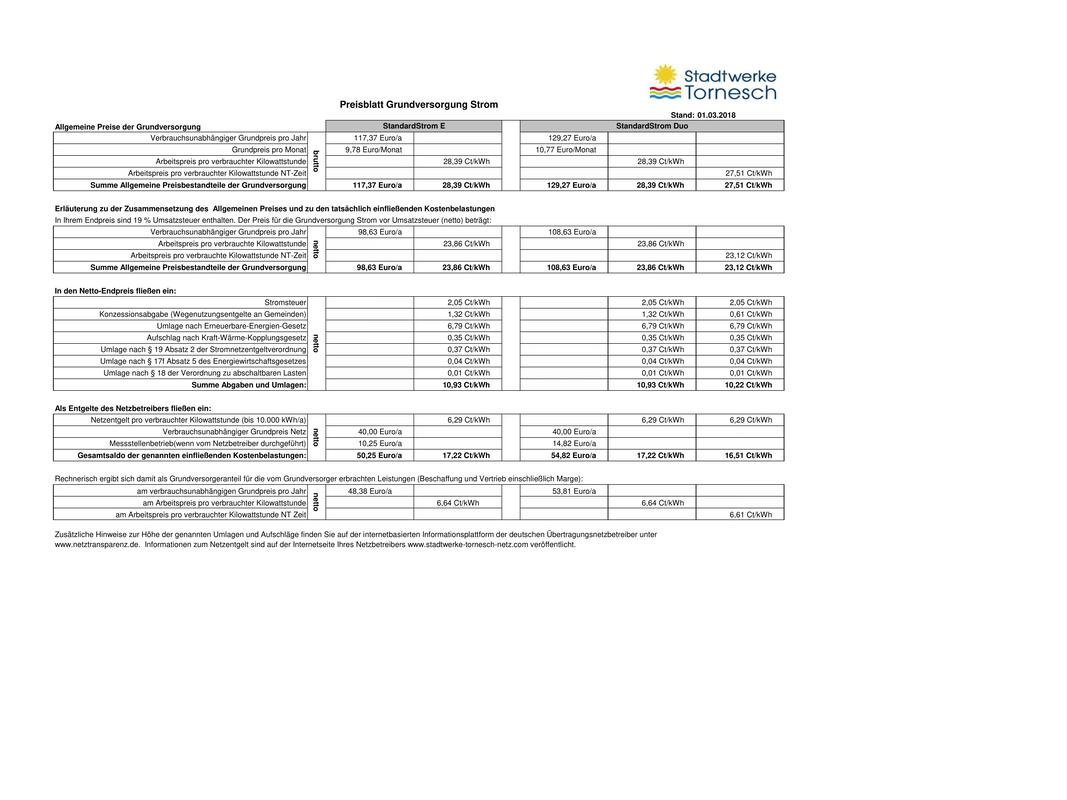 Stadtwerke
Tornesch
Preisblatt Grundversorgung Strom
Stand: 01.03.2018
Allgemeine Preise der Grundversorgung StandardStrom E StandardStrom Duo
Verbrauchsunabhängiger Grundpreis pro Jahr 117,37 Euro/a 129,27 Euro/a
Grundpreis pro Monat 9,78 Euro/Monat 10,77 Euro/Monat
brutto
Arbeitspreis pro verbrauchter Kilowattstunde 28,39 Ct/kWh 28,39 Ct/kWh
Arbeitspreis pro verbrauchter Kilowattstunde NT-Zeit 27,51 Ct/kWh
Summe Allgemeine Preisbestandteile der Grundversorgung 117,37 Euro/a 28,39 Ct/kWh 129,27 Euro/a 28,39 Ct/kWh 27,51 Ct/kWh
Erläuterung zu der Zusammensetzung des Allgemeinen Preises und zu den tatsächlich einfließenden Kostenbelastungen
In Ihrem Endpreis sind 19 % Umsatzsteuer enthalten. Der Preis für die Grundversorgung Strom vor Umsatzsteuer (netto) beträgt:
Verbrauchsunabhängiger Grundpreis pro Jahr 98,63 Euro/a 108,63 Euro/a
Arbeitspreis pro verbrauchte Kilowattstunde 23,86 Ct/kWh 23,86 Ct/kWh
netto
Arbeitspreis pro verbrauchte Kilowattstunde NT-Zeit 23,12 Ct/kWh
Summe Allgemeine Preisbestandteile der Grundversorgung 98,63 Euro/a 23,86 Ct/kWh 108,63 Euro/a 23,86 Ct/kWh 23,12 Ct/kWh
In den Netto-Endpreis fließen ein:
Stromsteuer 2,05 Ct/kWh 2,05 Ct/kWh 2,05 Ct/kWh
Konzessionsabgabe (Wegenutzungsentgelte an Gemeinden) 1,32 Ct/kWh 1,32 Ct/kWh 0,61 Ct/kWh
Umlage nach Erneuerbare-Energien-Gesetz 6,79 Ct/kWh 6,79 Ct/kWh 6,79 Ct/kWh
Aufschlag nach Kraft-Wärme-Kopplungsgesetz 0,35 Ct/kWh 0,35 Ct/kWh 0,35 Ct/kWh
netto
Umlage nach § 19 Absatz 2 der Stromnetzentgeltverordnung 0,37 Ct/kWh 0,37 Ct/kWh 0,37 Ct/kWh
Umlage nach § 17f Absatz 5 des Energiewirtschaftsgesetzes 0,04 Ct/kWh 0,04 Ct/kWh 0,04 Ct/kWh
Umlage nach § 18 der Verordnung zu abschaltbaren Lasten 0,01 Ct/kWh 0,01 Ct/kWh 0,01 Ct/kWh
Summe Abgaben und Umlagen: 10,93 Ct/kWh 10,93 Ct/kWh 10,22 Ct/kWh
Als Entgelte des Netzbetreibers fließen ein:
Netzentgelt pro verbrauchter Kilowattstunde (bis 10.000 kWh/a) 6,29 Ct/kWh 6,29 Ct/kWh 6,29 Ct/kWh
Verbrauchsunabhängiger Grundpreis Netz 40,00 Euro/a 40,00 Euro/a
netto
Messstellenbetrieb(wenn vom Netzbetreiber durchgeführt) 10,25 Euro/a 14,82 Euro/a
Gesamtsaldo der genannten einfließenden Kostenbelastungen: 50,25 Euro/a 17,22 Ct/kWh 54,82 Euro/a 17,22 Ct/kWh 16,51 Ct/kWh
Rechnerisch ergibt sich damit als Grundversorgeranteil für die vom Grundversorger erbrachten Leistungen (Beschaffung und Vertrieb einschließlich Marge):
am verbrauchsunabhängigen Grundpreis pro Jahr 48,38 Euro/a 53,81 Euro/a
netto
am Arbeitspreis pro verbrauchter Kilowattstunde 6,64 Ct/kWh 6,64 Ct/kWh
am Arbeitspreis pro verbrauchter Kilowattstunde NT Zeit 6,61 Ct/kWh
Zusätzliche Hinweise zur Höhe der genannten Umlagen und Aufschläge finden Sie auf der internetbasierten Informationsplattform der deutschen Übertragungsnetzbetreiber unter
www.netztransparenz.de. Informationen zum Netzentgelt sind auf der Internetseite Ihres Netzbetreibers www.stadtwerke-tornesch-netz.com veröffentlicht.